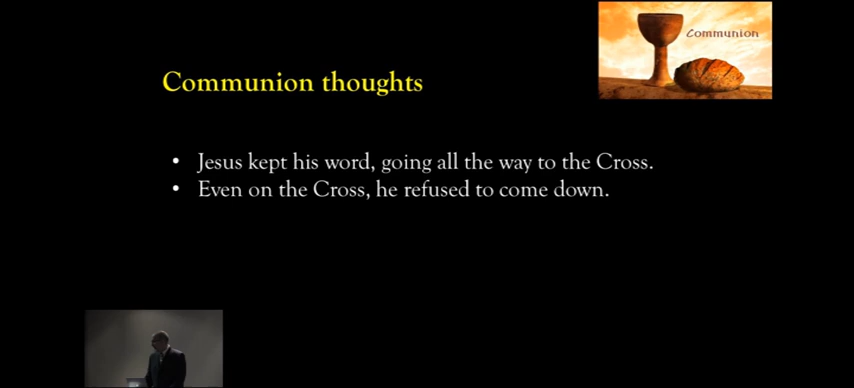 Communion
Communion thoughts
• Jesus kept his word, going all the way to the Cross.
• Even on the Cross, he refused to come down.